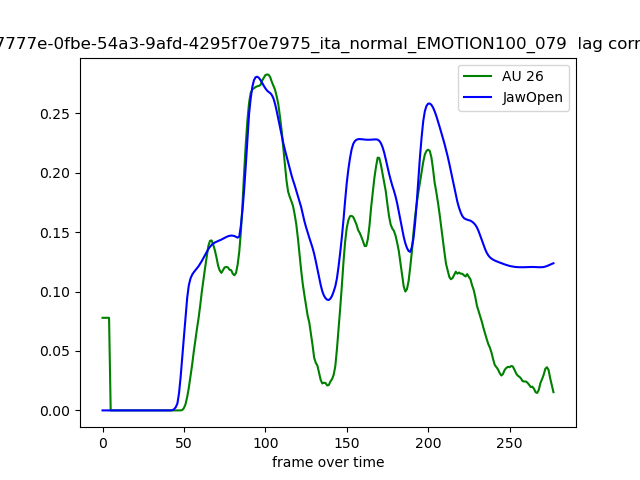 7777e-0fbe-54a3-9afd-4295f70e7975_ita_normal_EMOTION100_079 lag corr
AU 26
JawOpen
0.25
0.20
0.15
0.10
0.05
0.00
0 50 100 150 200 250
frame over time